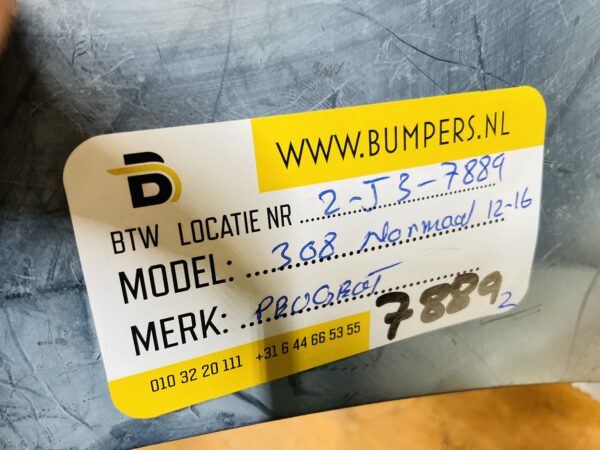 WWW.BUMPERS.NL
B
BTW LOCATIE NR 2-J3-7889
MODEL: 308 Normaal 12-16
MERK: PEUGEOT
7889 2
010 32 20 111 +31 6 44 66 53 55